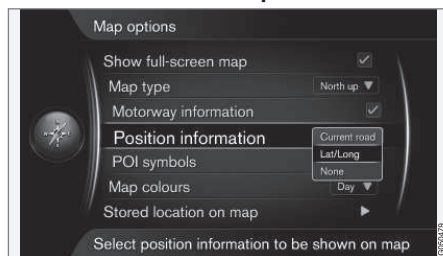 Map options
Show full-screen map
Map type North up
Motorway information
Position information Current road
Lat/Long
POI symbols None
Map colours Day
Stored location on map
Select position information to be shown on map
G050479